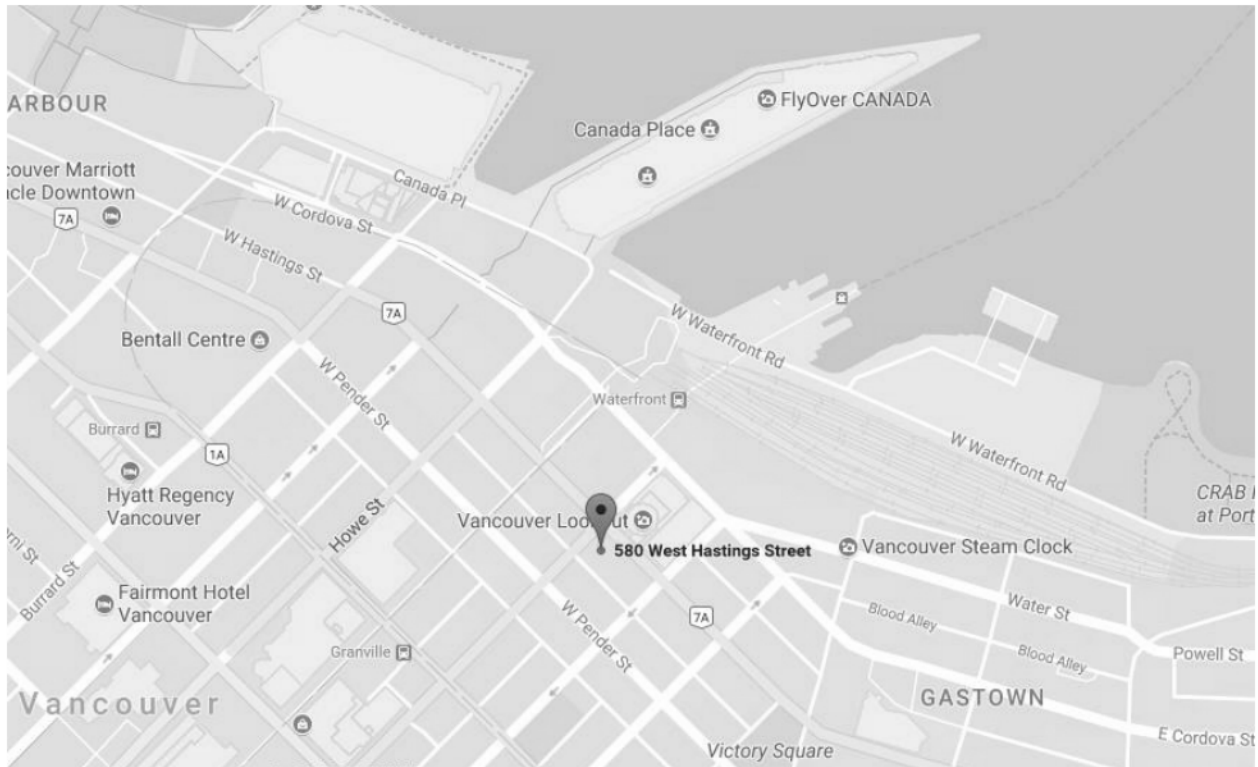 FlyOver CANADA
ARBOUR
Canada Place
couver Marriott
acle Downtown
Canada Pl
7A
W Cordova St
W Hastings St
7A
W Waterfront Rd
Bentall Centre
W Pender St
Waterfront
Burrard
1A
W Waterfront Rd
Hyatt Regency
Vancouver
CRAB
at Port
Howe St
Vancouver Lookout
580 West Hastings Street
Vancouver Steam Clock
Burrard St
Fairmont Hotel
Vancouver
W Pender St
7A
Blood Alley
Water St
Granville
Blood Alley
Powell St
Vancouver
GASTOWN
E Cordova St
Victory Square